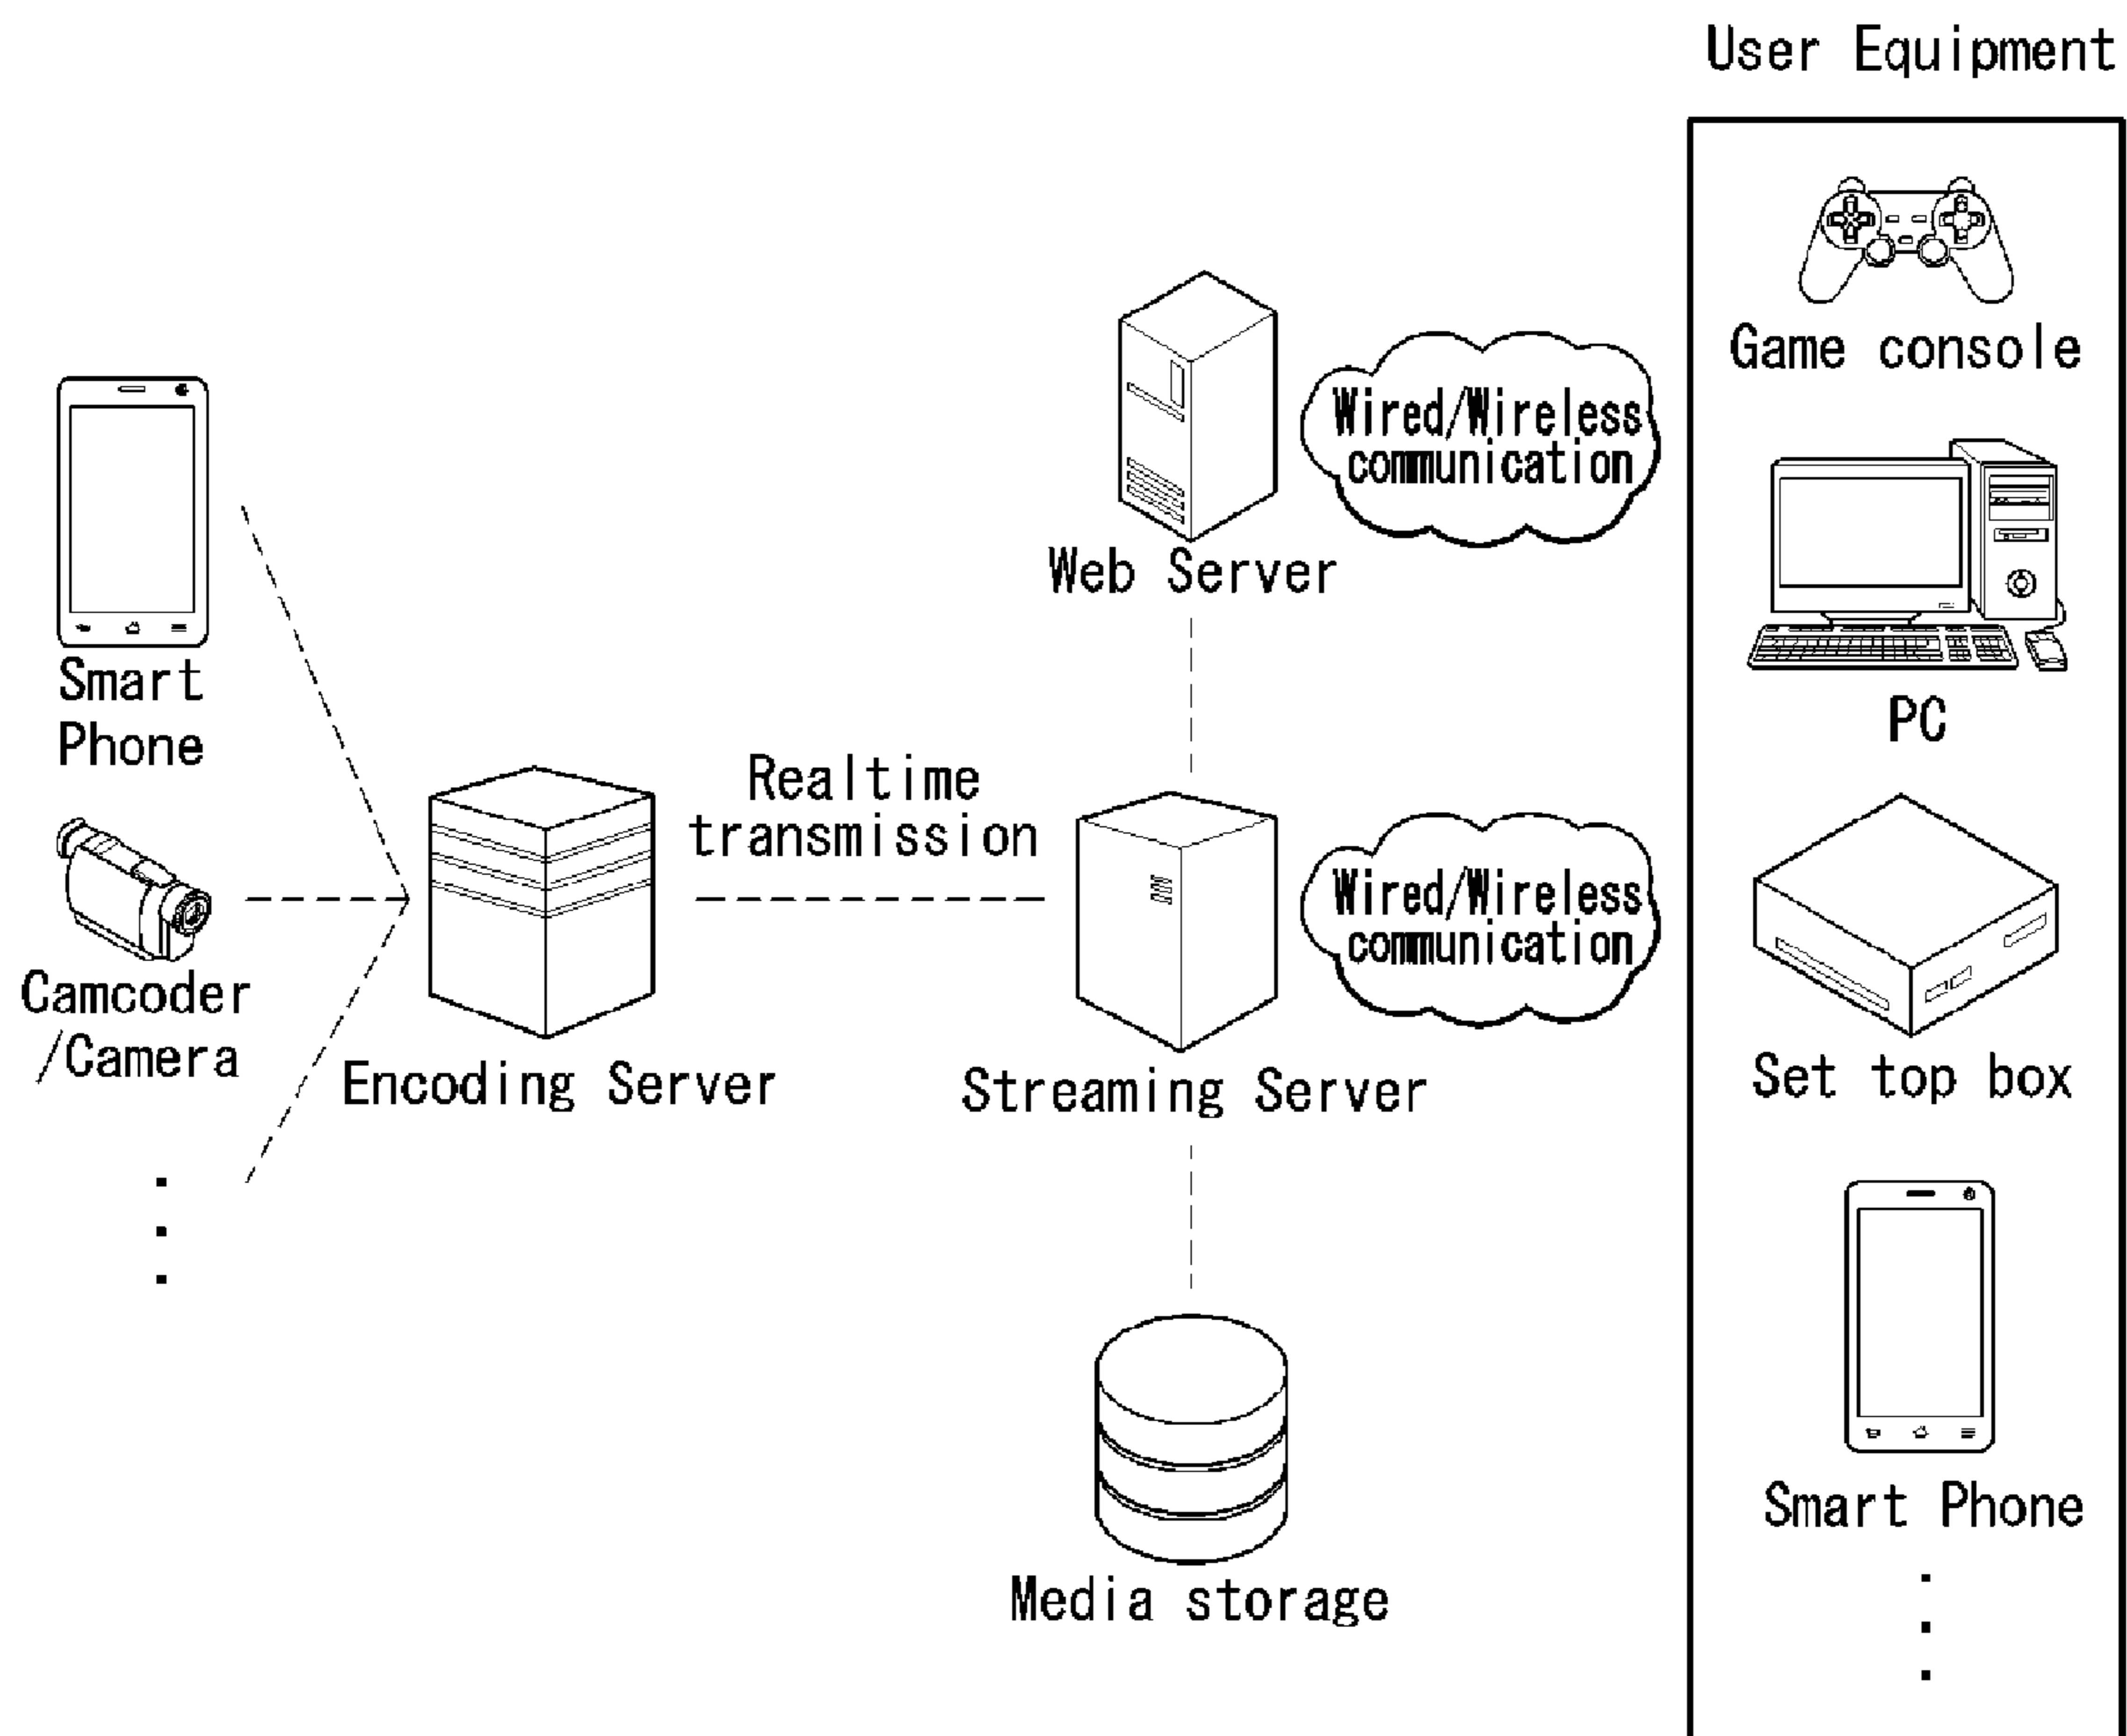 User Equipment
Game console
Wired/Wireless
communication
Web Server
Smart
Phone
PC
Realtime
transmission
Wired/Wireless
communication
Camcoder
/Camera
Encoding Server
Streaming Server
Set top box
Smart Phone
Media storage